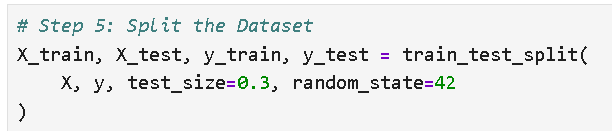 # Step 5: Split the Dataset
X_train, X_test, y_train, y_test = train_test_split(
    X, y, test_size=0.3, random_state=42
)